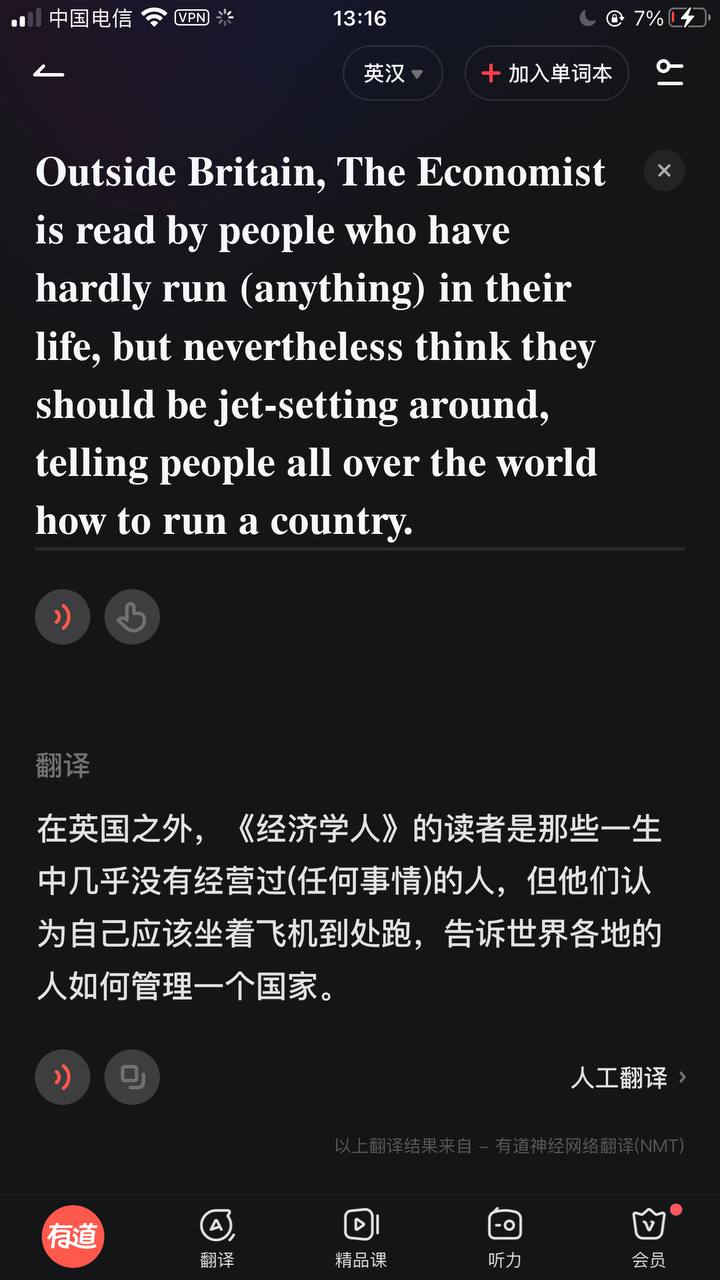 中国电信 VPN 13:16 7%
英汉 加入单词本
Outside Britain, The Economist
is read by people who have
hardly run (anything) in their
life, but nevertheless think they
should be jet-setting around,
telling people all over the world
how to run a country.
翻译
在英国之外，《经济学人》的读者是那些一生
中几乎没有经营过(任何事情)的人，但他们认
为自己应该坐着飞机到处跑，告诉世界各地的
人如何管理一个国家。
人工翻译
以上翻译结果来自 – 有道神经网络翻译(NMT)
有道 翻译 精品课 听力 会员